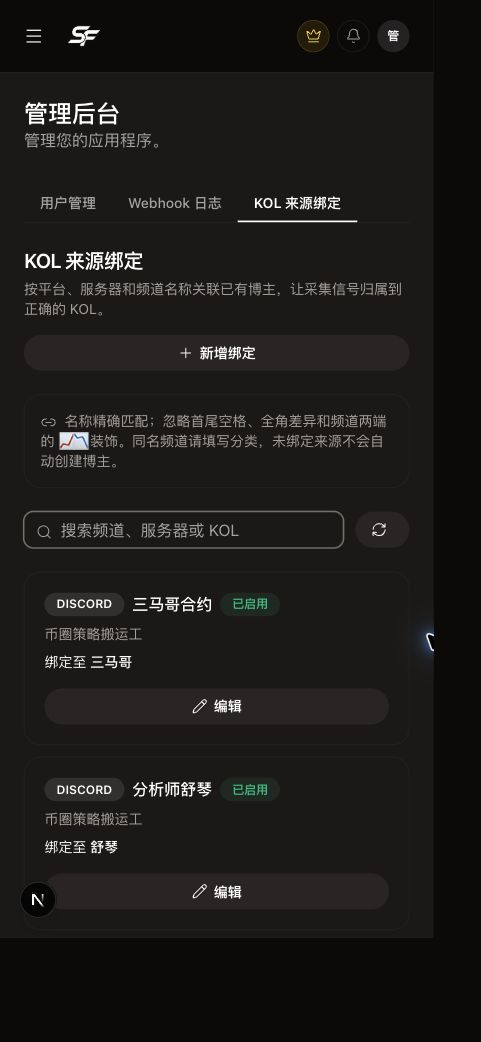 SF
管
管理后台
管理您的应用程序。
用户管理 Webhook 日志 KOL 来源绑定
KOL 来源绑定
按平台、服务器和频道名称关联已有博主，让采集信号归属到
正确的 KOL。
新增绑定
名称精确匹配；忽略首尾空格、全角差异和频道两端
的 📈装饰。同名频道请填写分类，未绑定来源不会自
动创建博主。
搜索频道、服务器或 KOL
DISCORD 三马哥合约 已启用
币圈策略搬运工
绑定至 三马哥
编辑
DISCORD 分析师舒琴 已启用
币圈策略搬运工
绑定至 舒琴
N 编辑